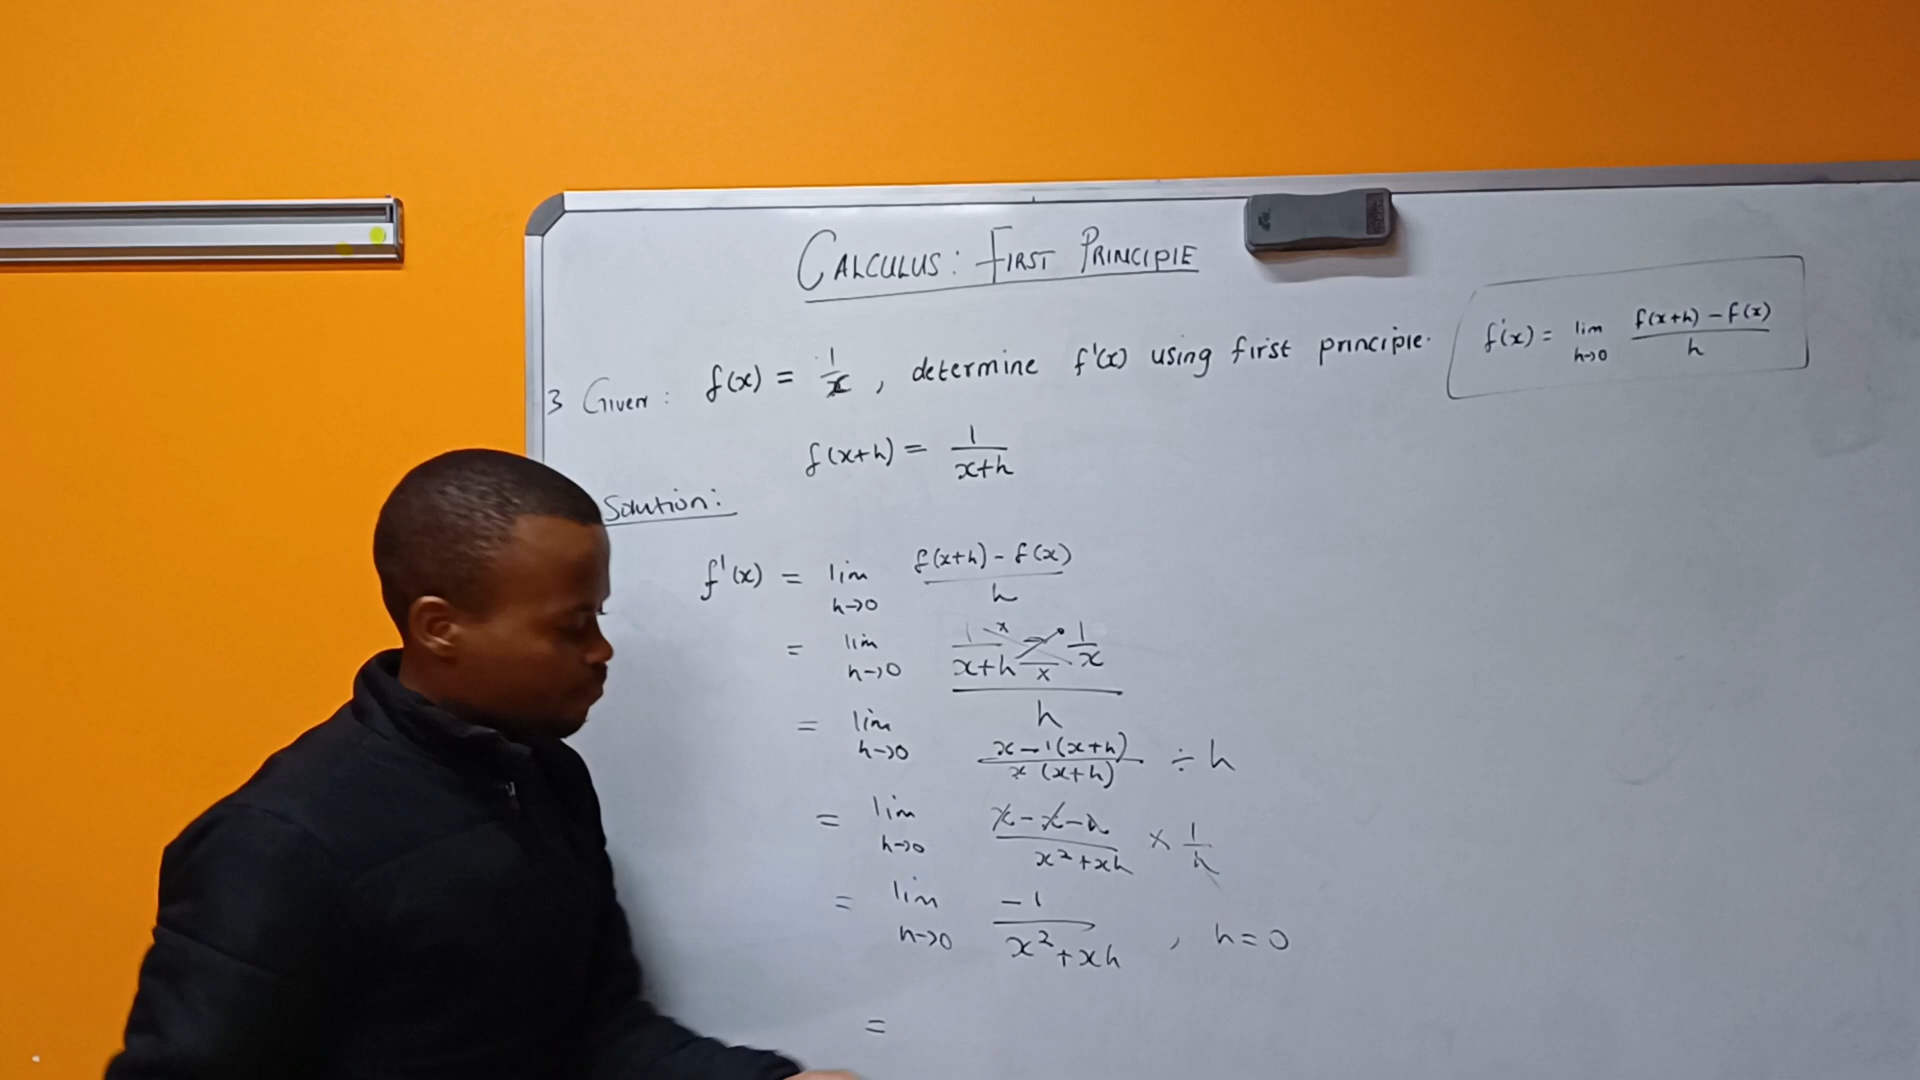 CALCULUS: FIRST PRINCIPLE
3 Given: f(x) = 1/x, determine f'(x) using first principle.
f'(x) = lim h→0 f(x+h) - f(x) / h
f(x+h) = 1/x+h
Solution:
f'(x) = lim h→0 f(x+h) - f(x) / h
= lim h→0 1/x+h - 1/x / h
= lim h→0 x-1(x+h) / x(x+h) ÷ h
= lim h→0 x-x-h / x²+xh × 1/h
= lim h→0 -1 / x²+xh , h=0
=